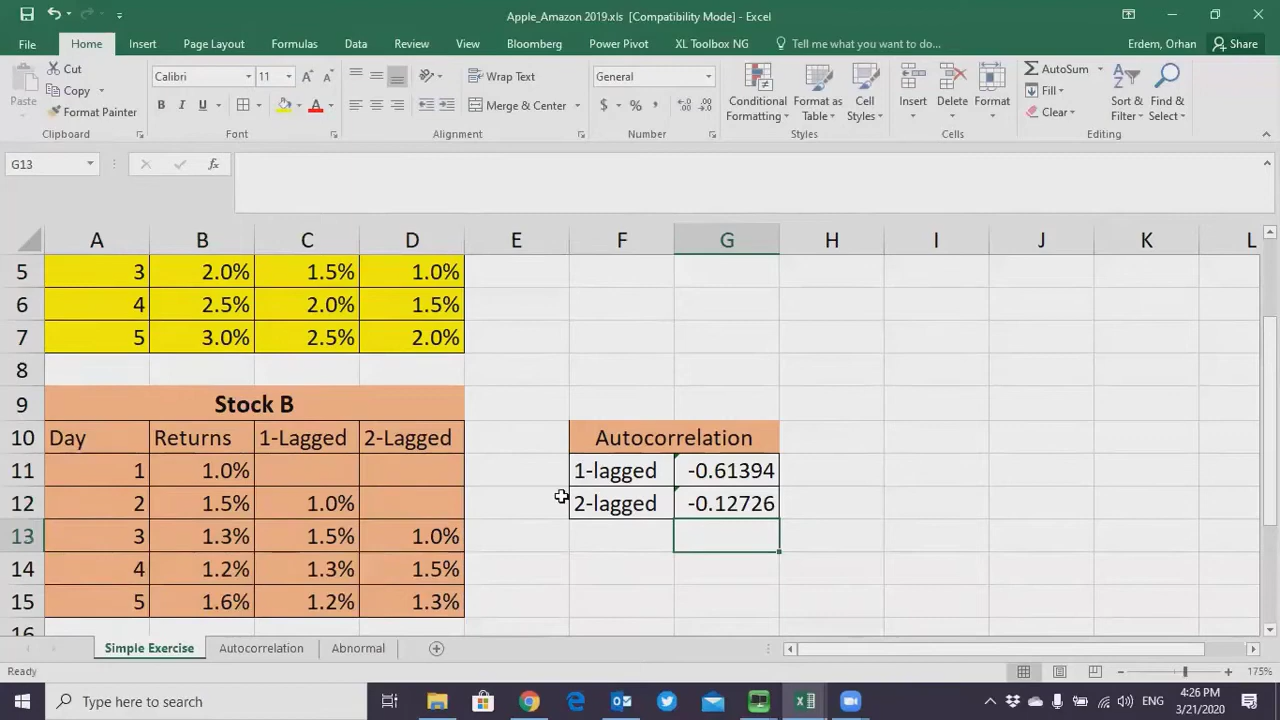 Apple_Amazon 2019.xls [Compatibility Mode] - Excel
File Home Insert Page Layout Formulas Data Review View Bloomberg Power Pivot XL Toolbox NG Tell me what you want to do... Erdem, Orhan Share
Paste Cut Copy Format Painter Clipboard
Calibri 11 A A B I U A Font
Wrap Text Merge & Center Alignment
General $ % Number
Conditional Formatting Format as Table Cell Styles Styles
Insert Delete Format Cells
AutoSum Fill Clear Sort & Filter Find & Select Editing
G13 fx
A B C D E F G H I J K L
5 3 2.0% 1.5% 1.0%
6 4 2.5% 2.0% 1.5%
7 5 3.0% 2.5% 2.0%
8
9 Stock B
10 Day Returns 1-Lagged 2-Lagged Autocorrelation
11 1 1.0% 1-lagged -0.61394
12 2 1.5% 1.0% 2-lagged -0.12726
13 3 1.3% 1.5% 1.0%
14 4 1.2% 1.3% 1.5%
15 5 1.6% 1.2% 1.3%
16
Simple Exercise Autocorrelation Abnormal
Ready 175%
Type here to search ENG 4:26 PM
3/21/2020